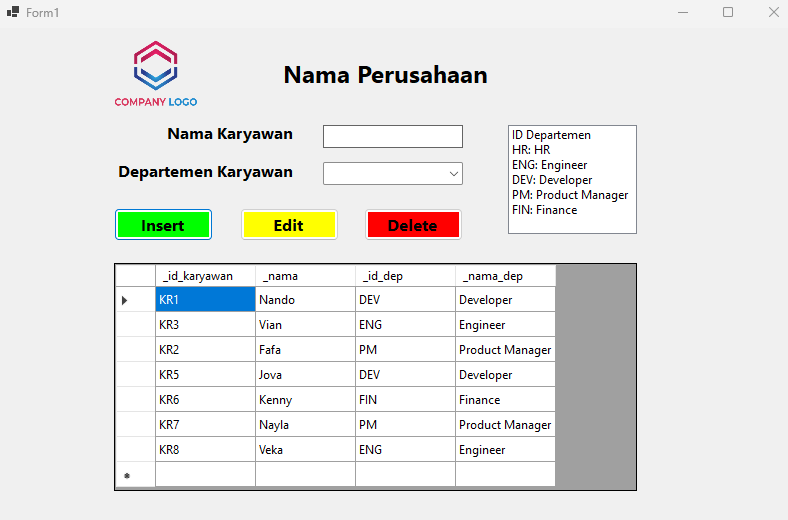 Form1
COMPANY LOGO
Nama Perusahaan
Nama Karyawan
Departemen Karyawan
ID Departemen
HR: HR
ENG: Engineer
DEV: Developer
PM: Product Manager
FIN: Finance
Insert Edit Delete
_id_karyawan _nama _id_dep _nama_dep
KR1 Nando DEV Developer
KR3 Vian ENG Engineer
KR2 Fafa PM Product Manager
KR5 Jova DEV Developer
KR6 Kenny FIN Finance
KR7 Nayla PM Product Manager
KR8 Veka ENG Engineer